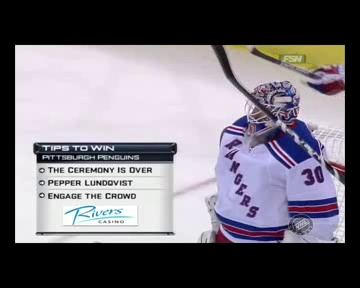 FSN
TIPS TO WIN
PITTSBURGH PENGUINS
THE CEREMONY IS OVER
PEPPER LUNDQVIST
ENGAGE THE CROWD
Rivers
CASINO
RANGERS
30